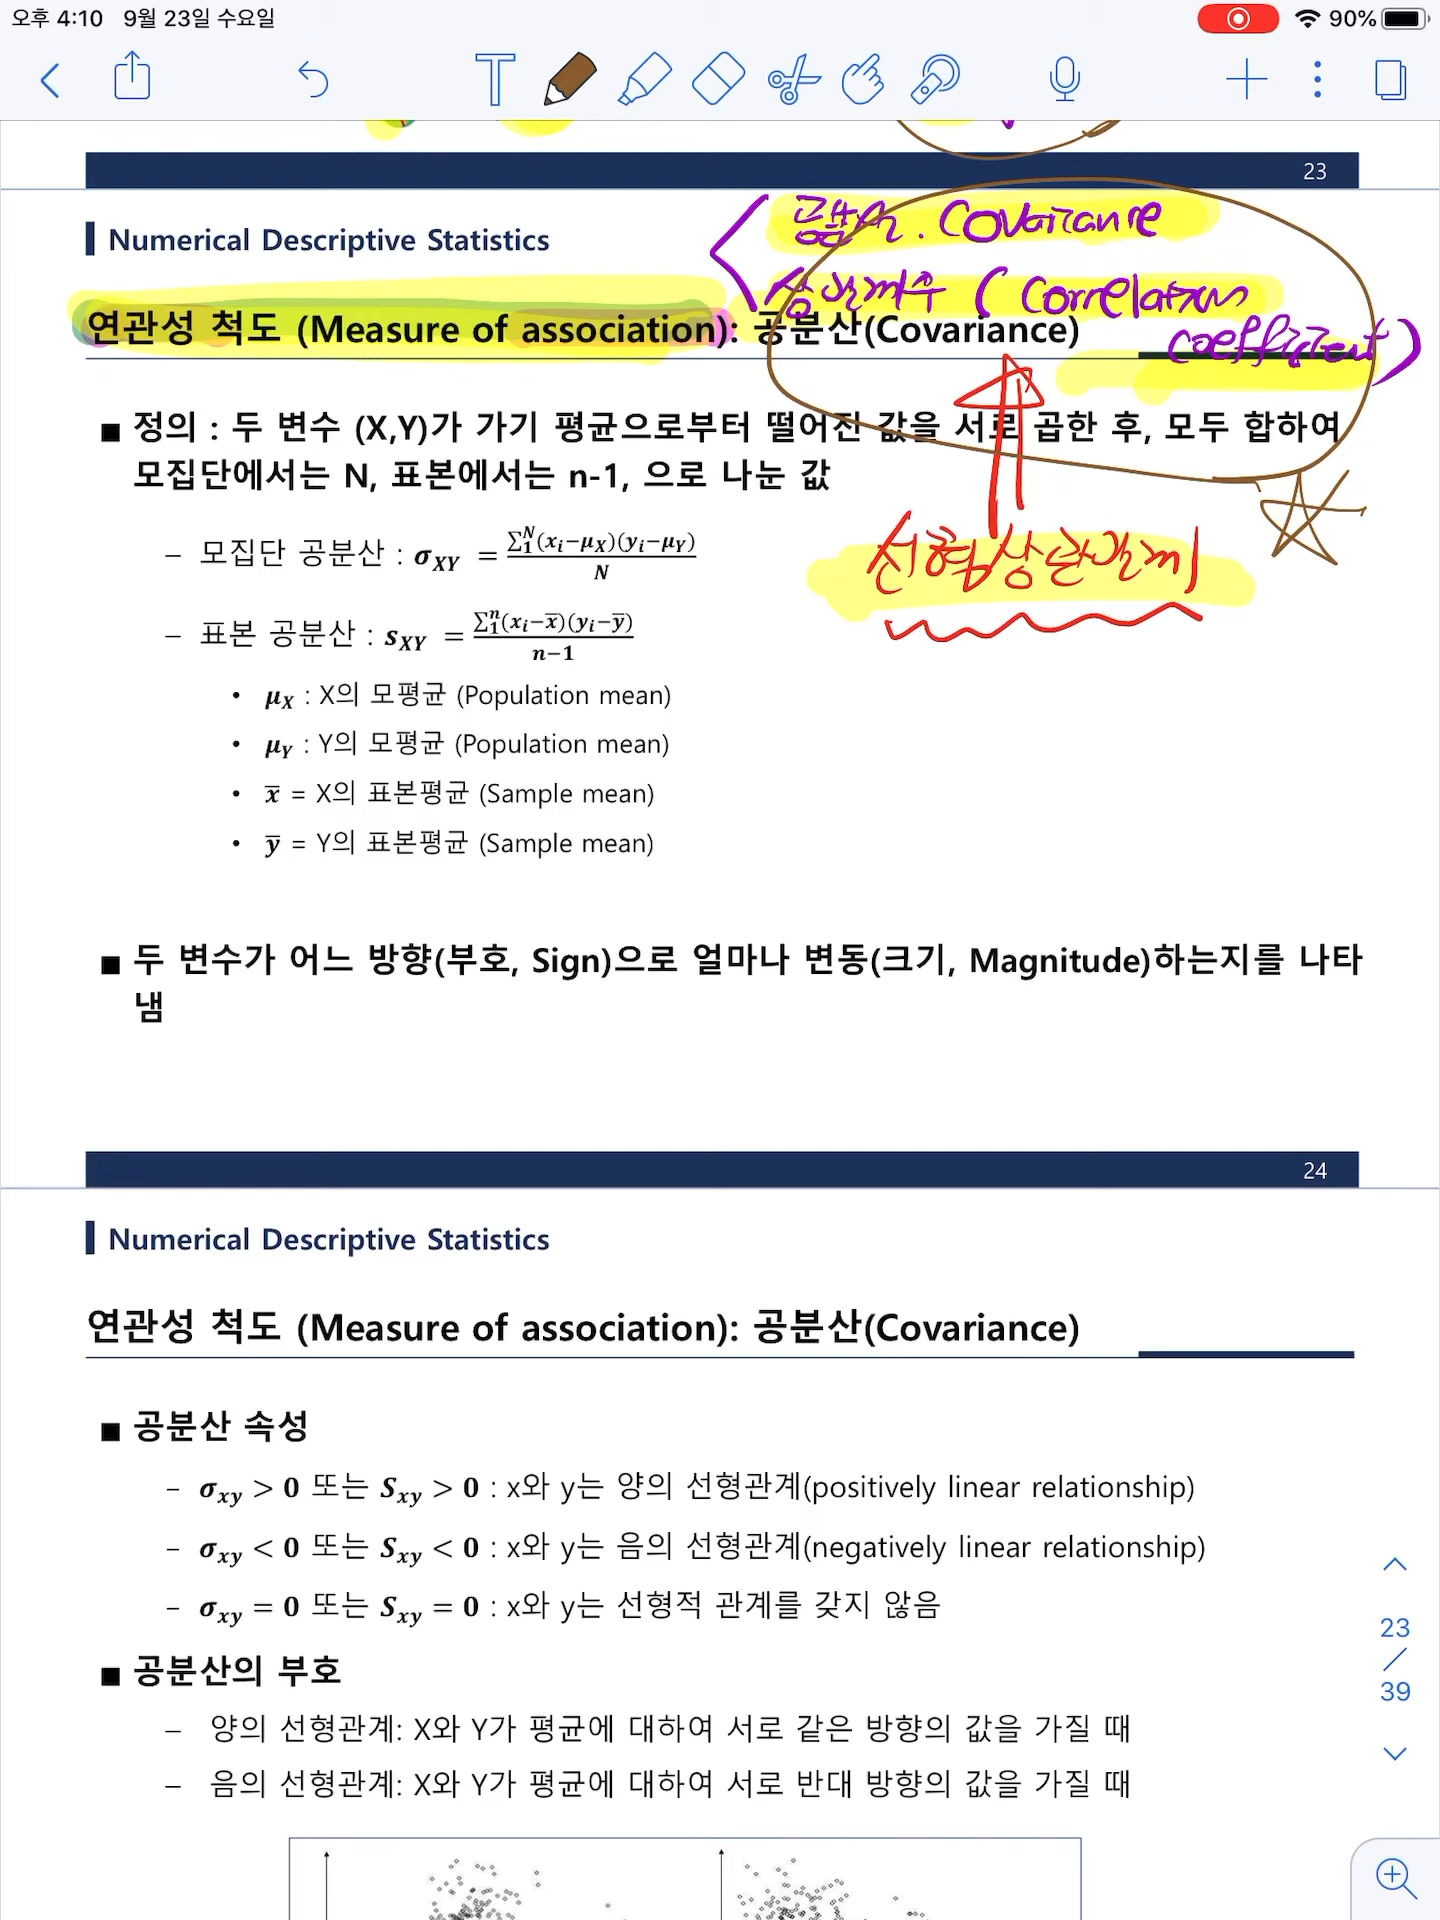 오후 4:10 9월 23일 수요일
90%
23
Numerical Descriptive Statistics
공분산. Covariance
상관계수 (Correlation
coefficient)
연관성 척도 (Measure of association): 공분산(Covariance)
■ 정의 : 두 변수 (X,Y)가 가기 평균으로부터 떨어진 값을 서로 곱한 후, 모두 합하여
모집단에서는 N, 표본에서는 n-1, 으로 나눈 값
선형상관관계
– 모집단 공분산 : σ_XY = ∑₁ᴺ(xᵢ−μ_X)(yᵢ−μ_Y) / N
– 표본 공분산 : s_XY = ∑₁ⁿ(xᵢ−x̅)(yᵢ−y̅) / n−1
• μ_X : X의 모평균 (Population mean)
• μ_Y : Y의 모평균 (Population mean)
• x̅ = X의 표본평균 (Sample mean)
• y̅ = Y의 표본평균 (Sample mean)
■ 두 변수가 어느 방향(부호, Sign)으로 얼마나 변동(크기, Magnitude)하는지를 나타
냄
24
Numerical Descriptive Statistics
연관성 척도 (Measure of association): 공분산(Covariance)
■ 공분산 속성
– σ_xy > 0 또는 S_xy > 0 : x와 y는 양의 선형관계(positively linear relationship)
– σ_xy < 0 또는 S_xy < 0 : x와 y는 음의 선형관계(negatively linear relationship)
– σ_xy = 0 또는 S_xy = 0 : x와 y는 선형적 관계를 갖지 않음
■ 공분산의 부호
– 양의 선형관계: X와 Y가 평균에 대하여 서로 같은 방향의 값을 가질 때
– 음의 선형관계: X와 Y가 평균에 대하여 서로 반대 방향의 값을 가질 때
23
/
39